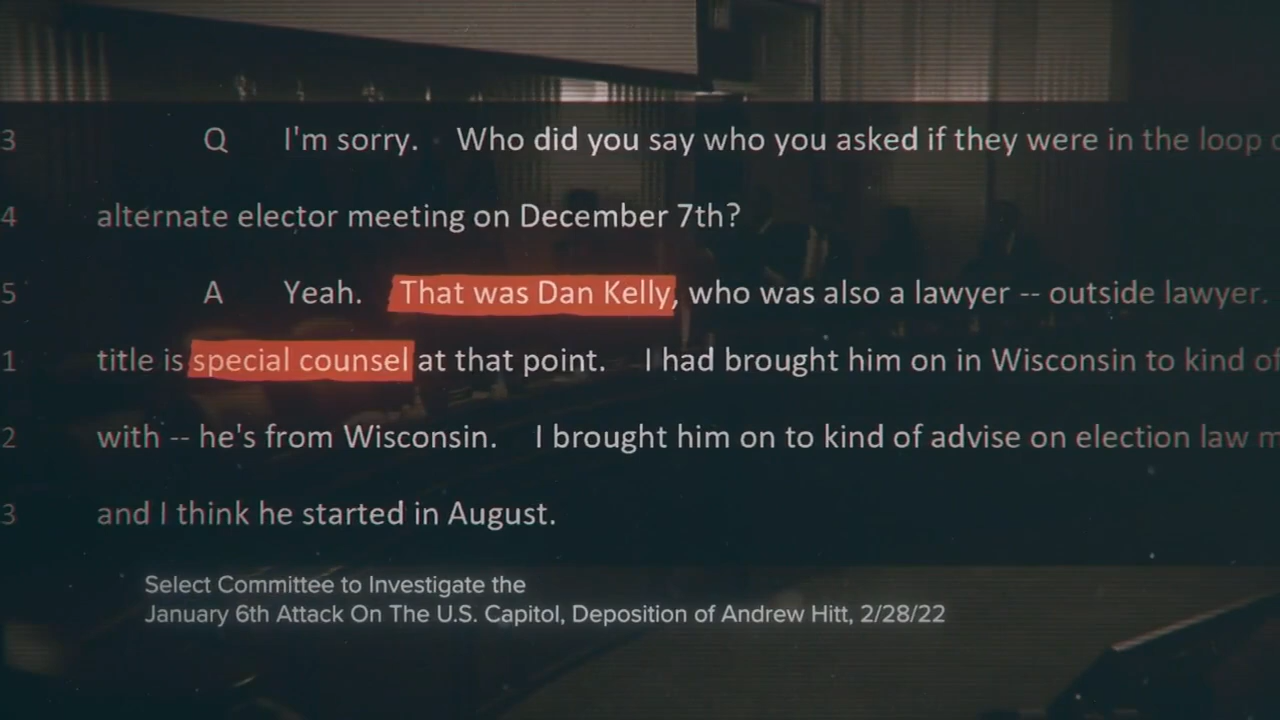 3 Q I'm sorry. Who did you say who you asked if they were in the loop
4 alternate elector meeting on December 7th?
5 A Yeah. That was Dan Kelly, who was also a lawyer -- outside lawyer.
1 title is special counsel at that point. I had brought him on in Wisconsin to kind of
2 with -- he's from Wisconsin. I brought him on to kind of advise on election law
3 and I think he started in August.
Select Committee to Investigate the
January 6th Attack On The U.S. Capitol, Deposition of Andrew Hitt, 2/28/22